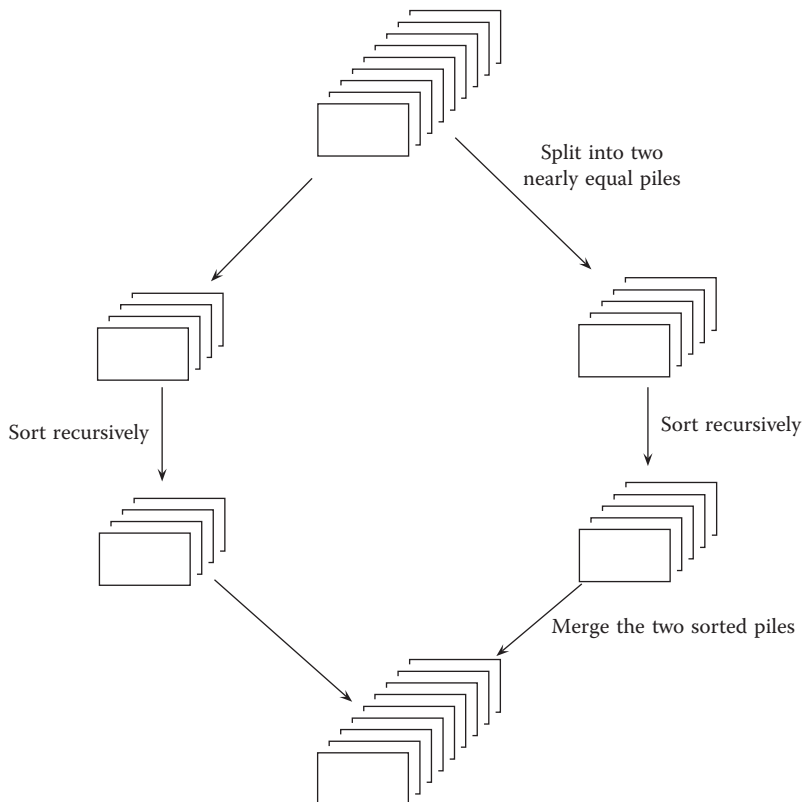 Split into two
nearly equal piles
Sort recursively
Sort recursively
Merge the two sorted piles